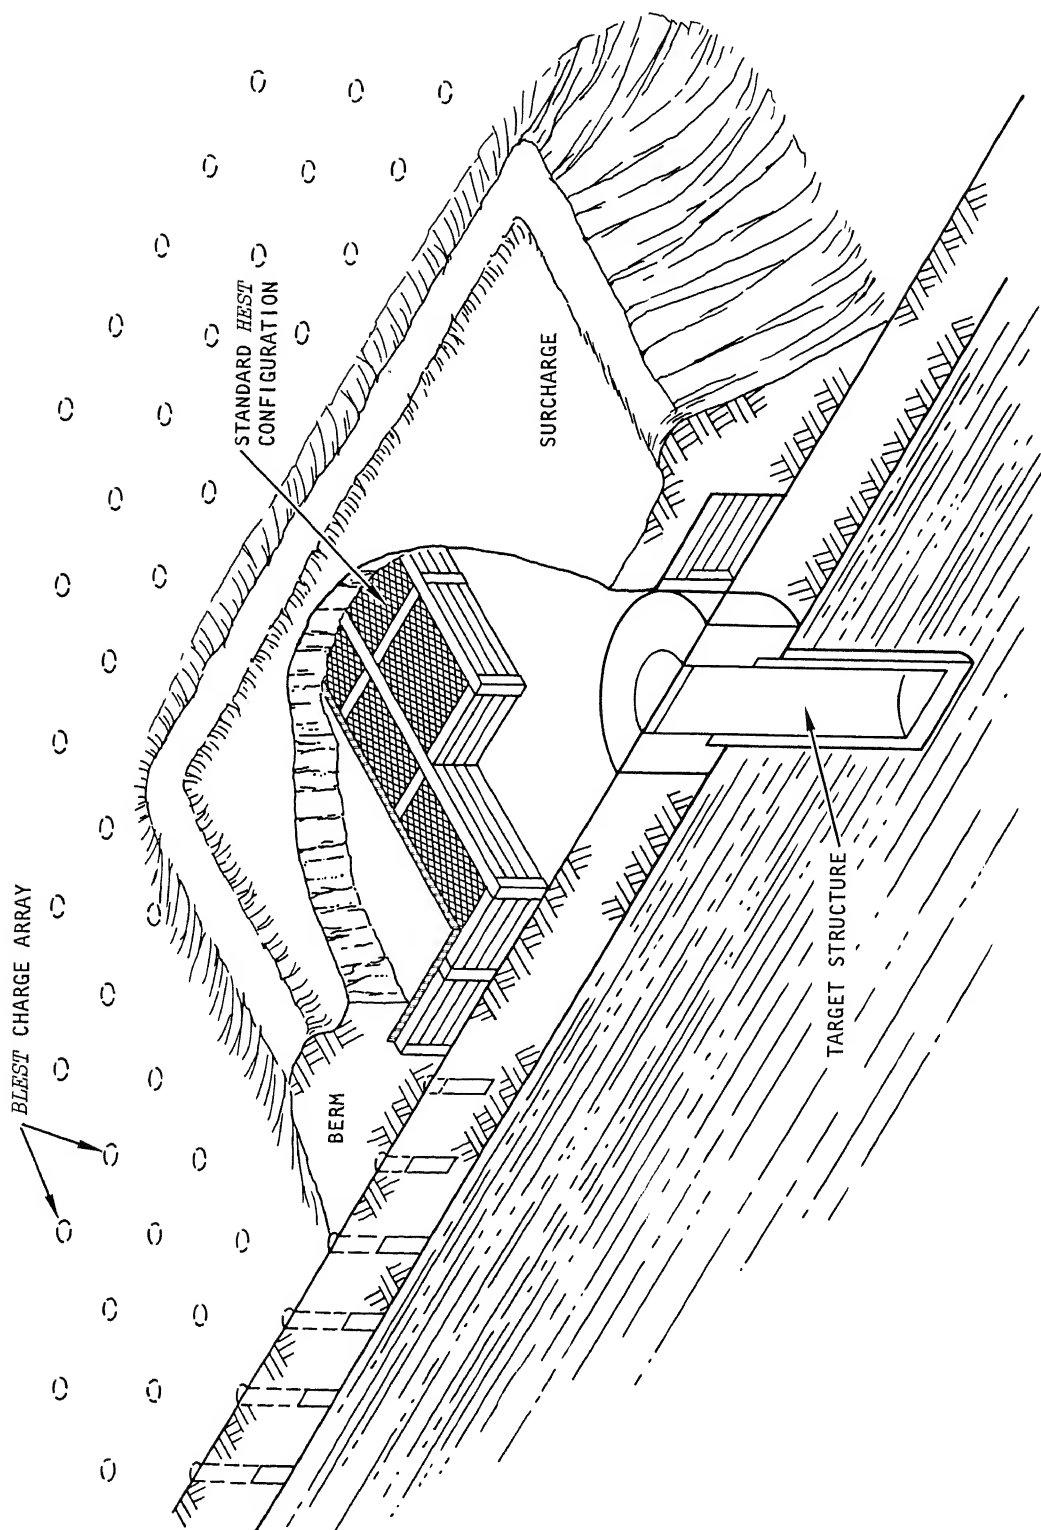 BLEST CHARGE ARRAY
STANDARD HEST
CONFIGURATION
SURCHARGE
BERM
TARGET STRUCTURE